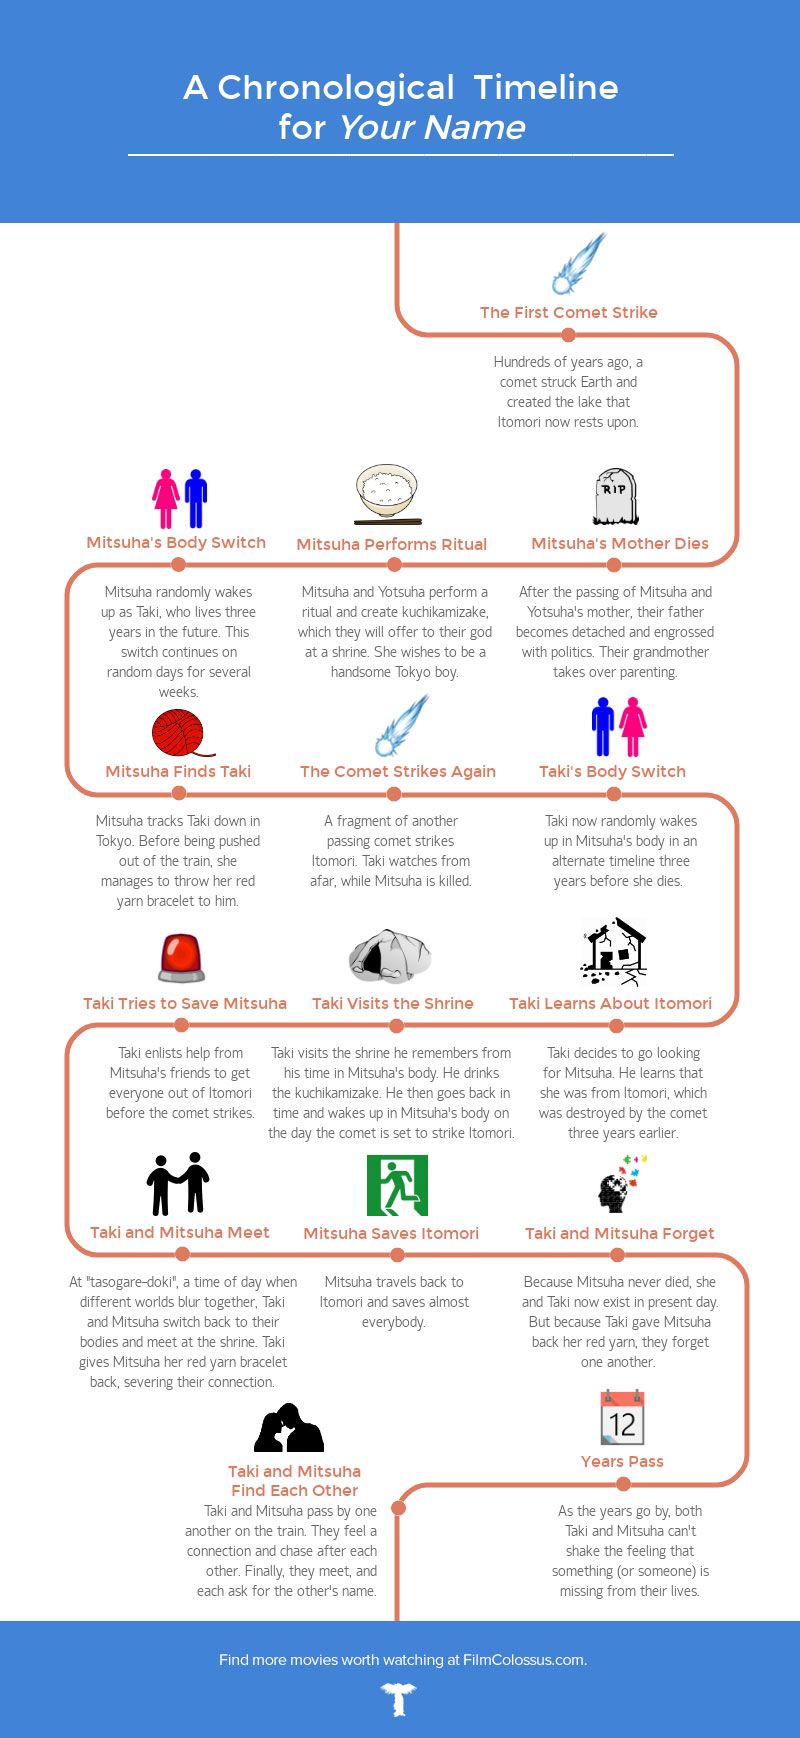 A Chronological Timeline
for Your Name
The First Comet Strike
Hundreds of years ago, a
comet struck Earth and
created the lake that
Itomori now rests upon.
RIP
Mitsuha's Mother Dies
After the passing of Mitsuha and
Yotsuha's mother, their father
becomes detached and engrossed
with politics. Their grandmother
takes over parenting.
Mitsuha Performs Ritual
Mitsuha and Yotsuha perform a
ritual and create kuchikamizake,
which they will offer to their god
at a shrine. She wishes to be a
handsome Tokyo boy.
Mitsuha's Body Switch
Mitsuha randomly wakes
up as Taki, who lives three
years in the future. This
switch continues on
random days for several
weeks.
Mitsuha Finds Taki
Mitsuha tracks Taki down in
Tokyo. Before being pushed
out of the train, she
manages to throw her red
yarn bracelet to him.
The Comet Strikes Again
A fragment of another
passing comet strikes
Itomori. Taki watches from
afar, while Mitsuha is killed.
Taki's Body Switch
Taki now randomly wakes
up in Mitsuha's body in an
alternate timeline three
years before she dies.
Taki Learns About Itomori
Taki decides to go looking
for Mitsuha. He learns that
she was from Itomori, which
was destroyed by the comet
three years earlier.
Taki Visits the Shrine
Taki visits the shrine he remembers from
his time in Mitsuha's body. He drinks
the kuchikamizake. He then goes back in
time and wakes up in Mitsuha's body on
the day the comet is set to strike Itomori.
Taki Tries to Save Mitsuha
Taki enlists help from
Mitsuha's friends to get
everyone out of Itomori
before the comet strikes.
Taki and Mitsuha Meet
At "tasogare-doki", a time of day when
different worlds blur together, Taki
and Mitsuha switch back to their
bodies and meet at the shrine. Taki
gives Mitsuha her red yarn bracelet
back, severing their connection.
Mitsuha Saves Itomori
Mitsuha travels back to
Itomori and saves almost
everybody.
Taki and Mitsuha Forget
Because Mitsuha never died, she
and Taki now exist in present day.
But because Taki gave Mitsuha
back her red yarn, they forget
one another.
12
Years Pass
As the years go by, both
Taki and Mitsuha can't
shake the feeling that
something (or someone) is
missing from their lives.
Taki and Mitsuha
Find Each Other
Taki and Mitsuha pass by one
another on the train. They feel a
connection and chase after each
other. Finally, they meet, and
each ask for the other's name.
Find more movies worth watching at FilmColossus.com.